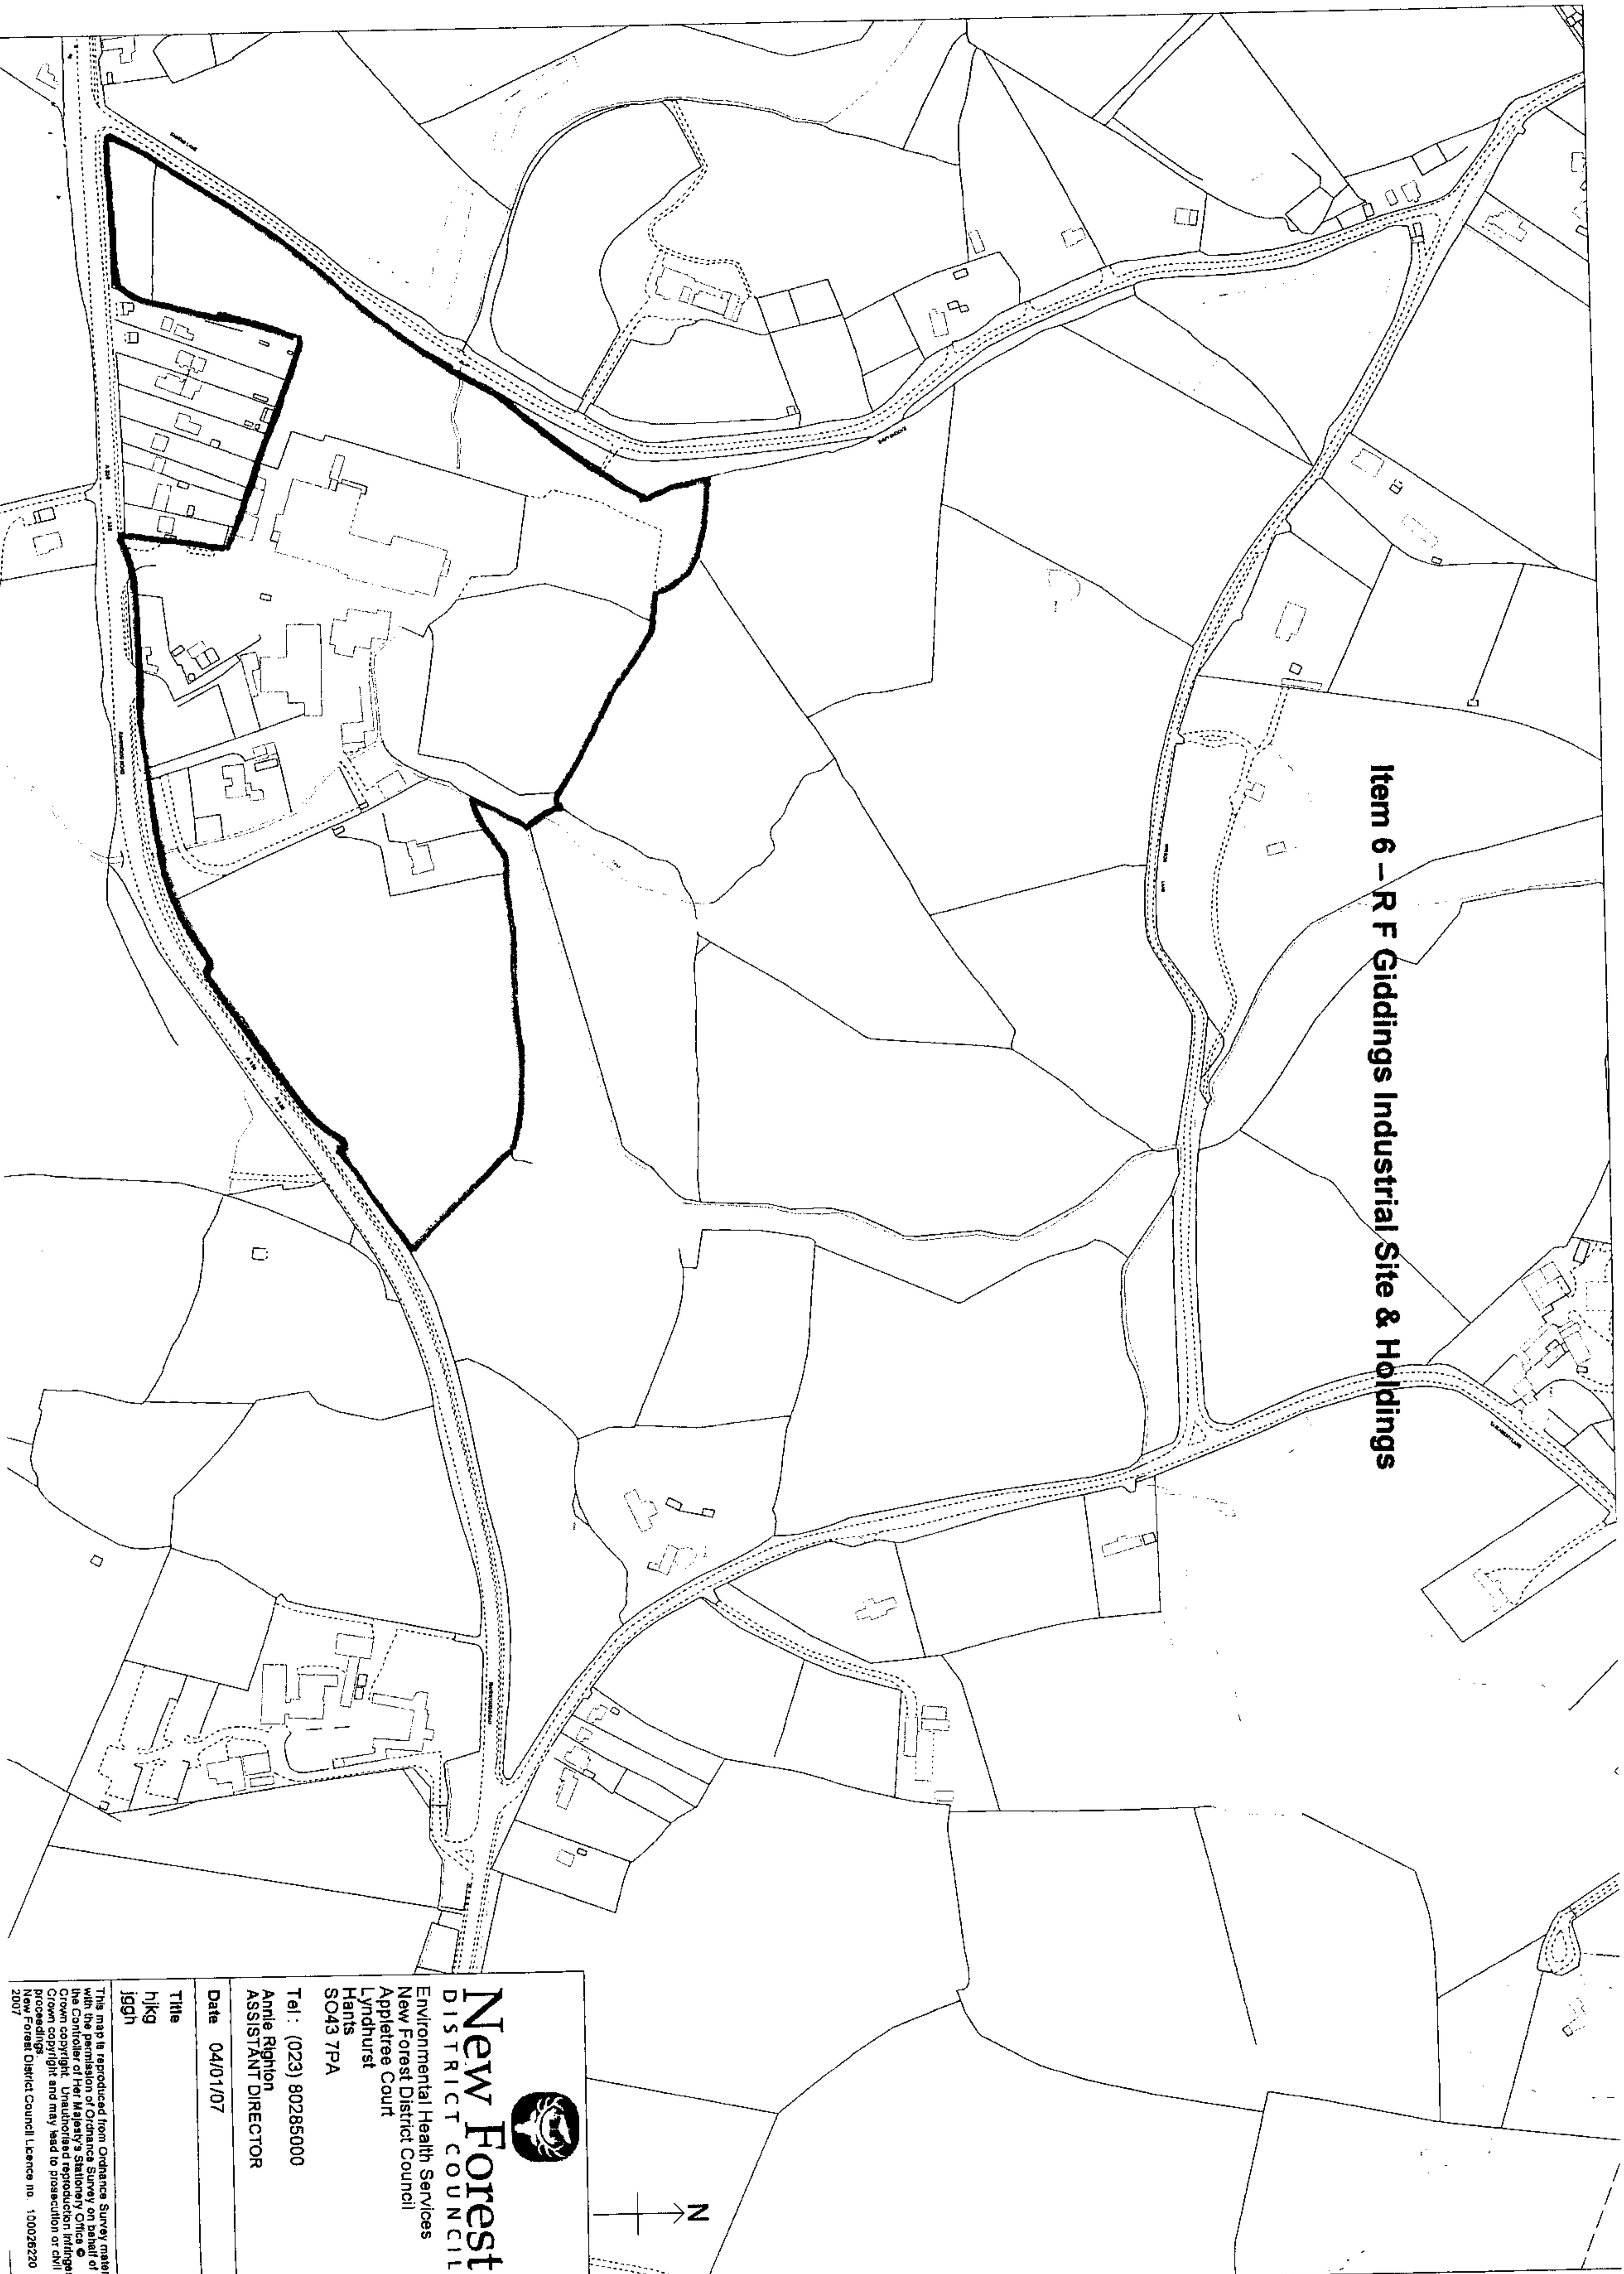 Item 6 – R F Giddings Industrial Site & Holdings
N
New Forest
DISTRICT COUNCIL
Environmental Health Services
New Forest District Council
Appletree Court
Lyndhurst
Hants
SO43 7PA
Tel : (023) 80285000
Annie Righton
ASSISTANT DIRECTOR
Date 04/01/07
Title
hjkg
jggh
This map is reproduced from Ordnance Survey mater
with the permission of Ordnance Survey on behalf of
the Controller of Her Majesty's Stationery Office ©
Crown copyright. Unauthorised reproduction infringe
Crown copyright and may lead to prosecution or civil
proceedings.
New Forest District Council Licence no. 100026220
2007